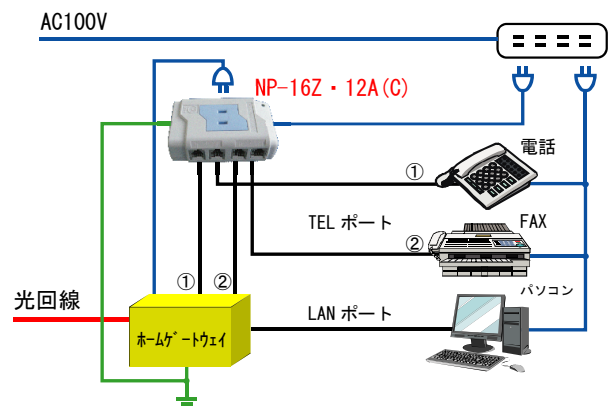 AC100V
NP-16Z・12A(C)
電話
①
TEL ポート
FAX
②
① ②
パソコン
光回線
LAN ポート
ﾎｰﾑｹﾞｰﾄｳｪｲ